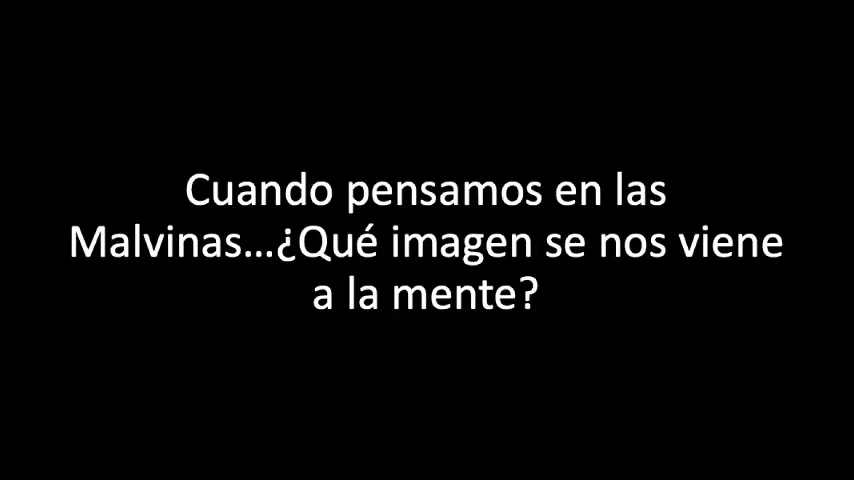 Cuando pensamos en las
Malvinas...¿Qué imagen se nos viene
a la mente?